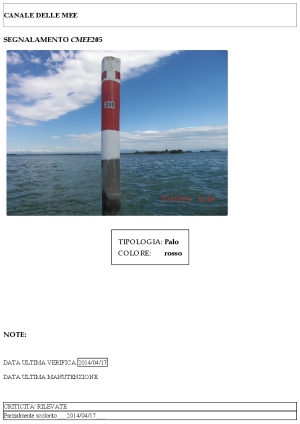 CANALE DELLE MEE
SEGNALAMENTO CMEE205
TIPOLOGIA: Palo
COLORE: rosso
NOTE:
DATA ULTIMA VERIFICA 2014/04/17
DATA ULTIMA MANUTENZIONE
CRITICITA' RILEVATE
Parzialmente scolorito 2014/04/17